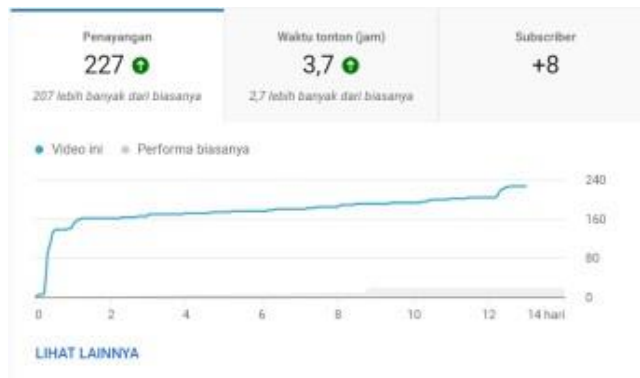 Penayangan
227
207 lebih banyak dari biasanya
Waktu tonton (jam)
3,7
2,7 lebih banyak dari biasanya
Subscriber
+8
Video ini
Performa biasanya
240
160
80
0
0 2 4 6 8 10 12 14 hari
LIHAT LAINNYA